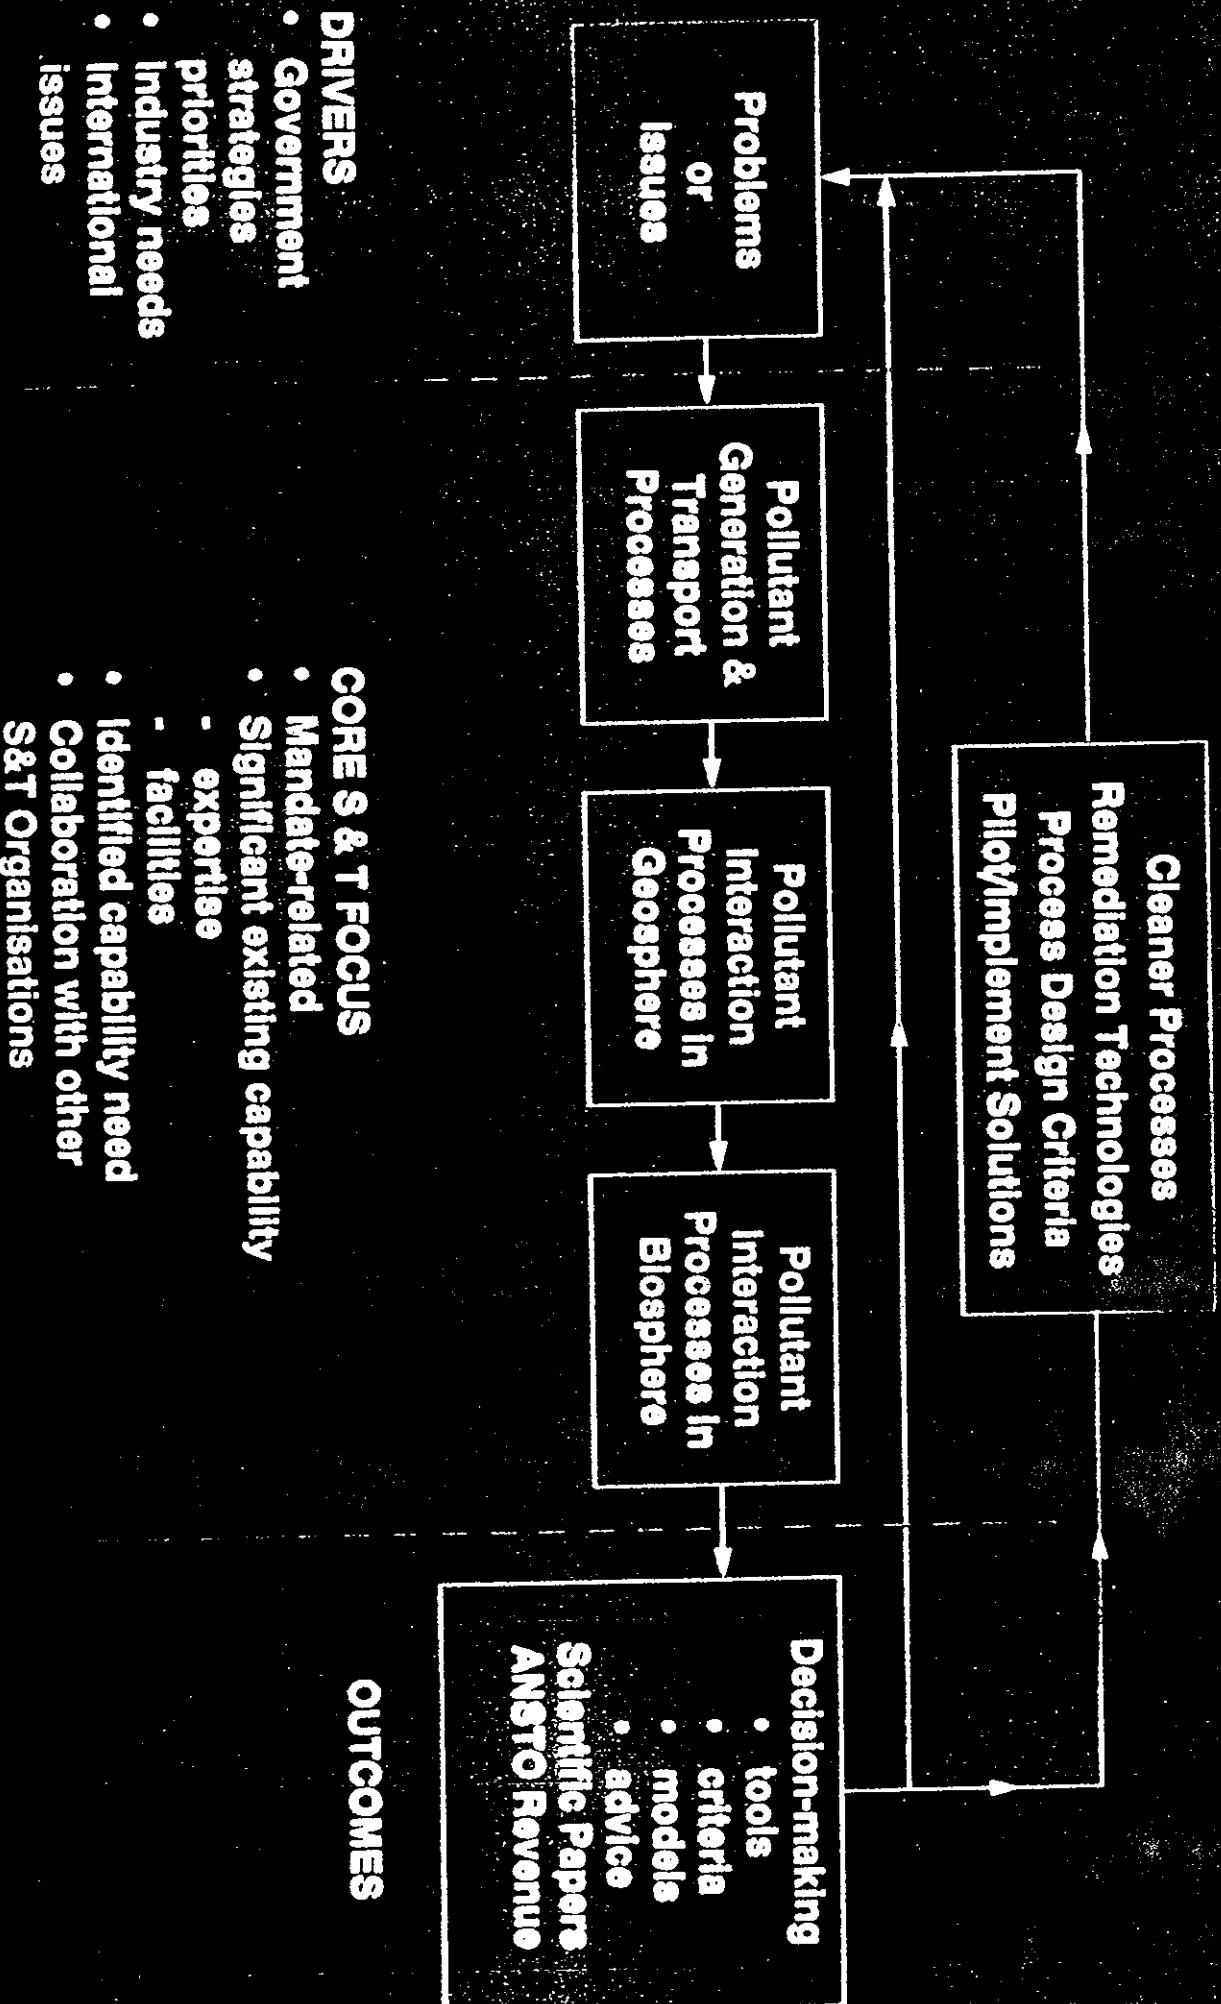 Cleaner Processes
Remediation Technologies
Process Design Criteria
Pilot/Implement Solutions
Problems
or
Issues
Pollutant
Generation &
Transport
Processes
Pollutant
Interaction
Processes in
Geosphere
Pollutant
Interaction
Processes in
Biosphere
Decision-making
• tools
• criteria
• models
• advice
Scientific Papers
ANSTO Revenue
DRIVERS
• Government
strategies
priorities
• Industry needs
• International
issues
CORE S & T FOCUS
• Mandate-related
• Significant existing capability
- expertise
- facilities
• Identified capability need
• Collaboration with other
S&T Organisations
OUTCOMES